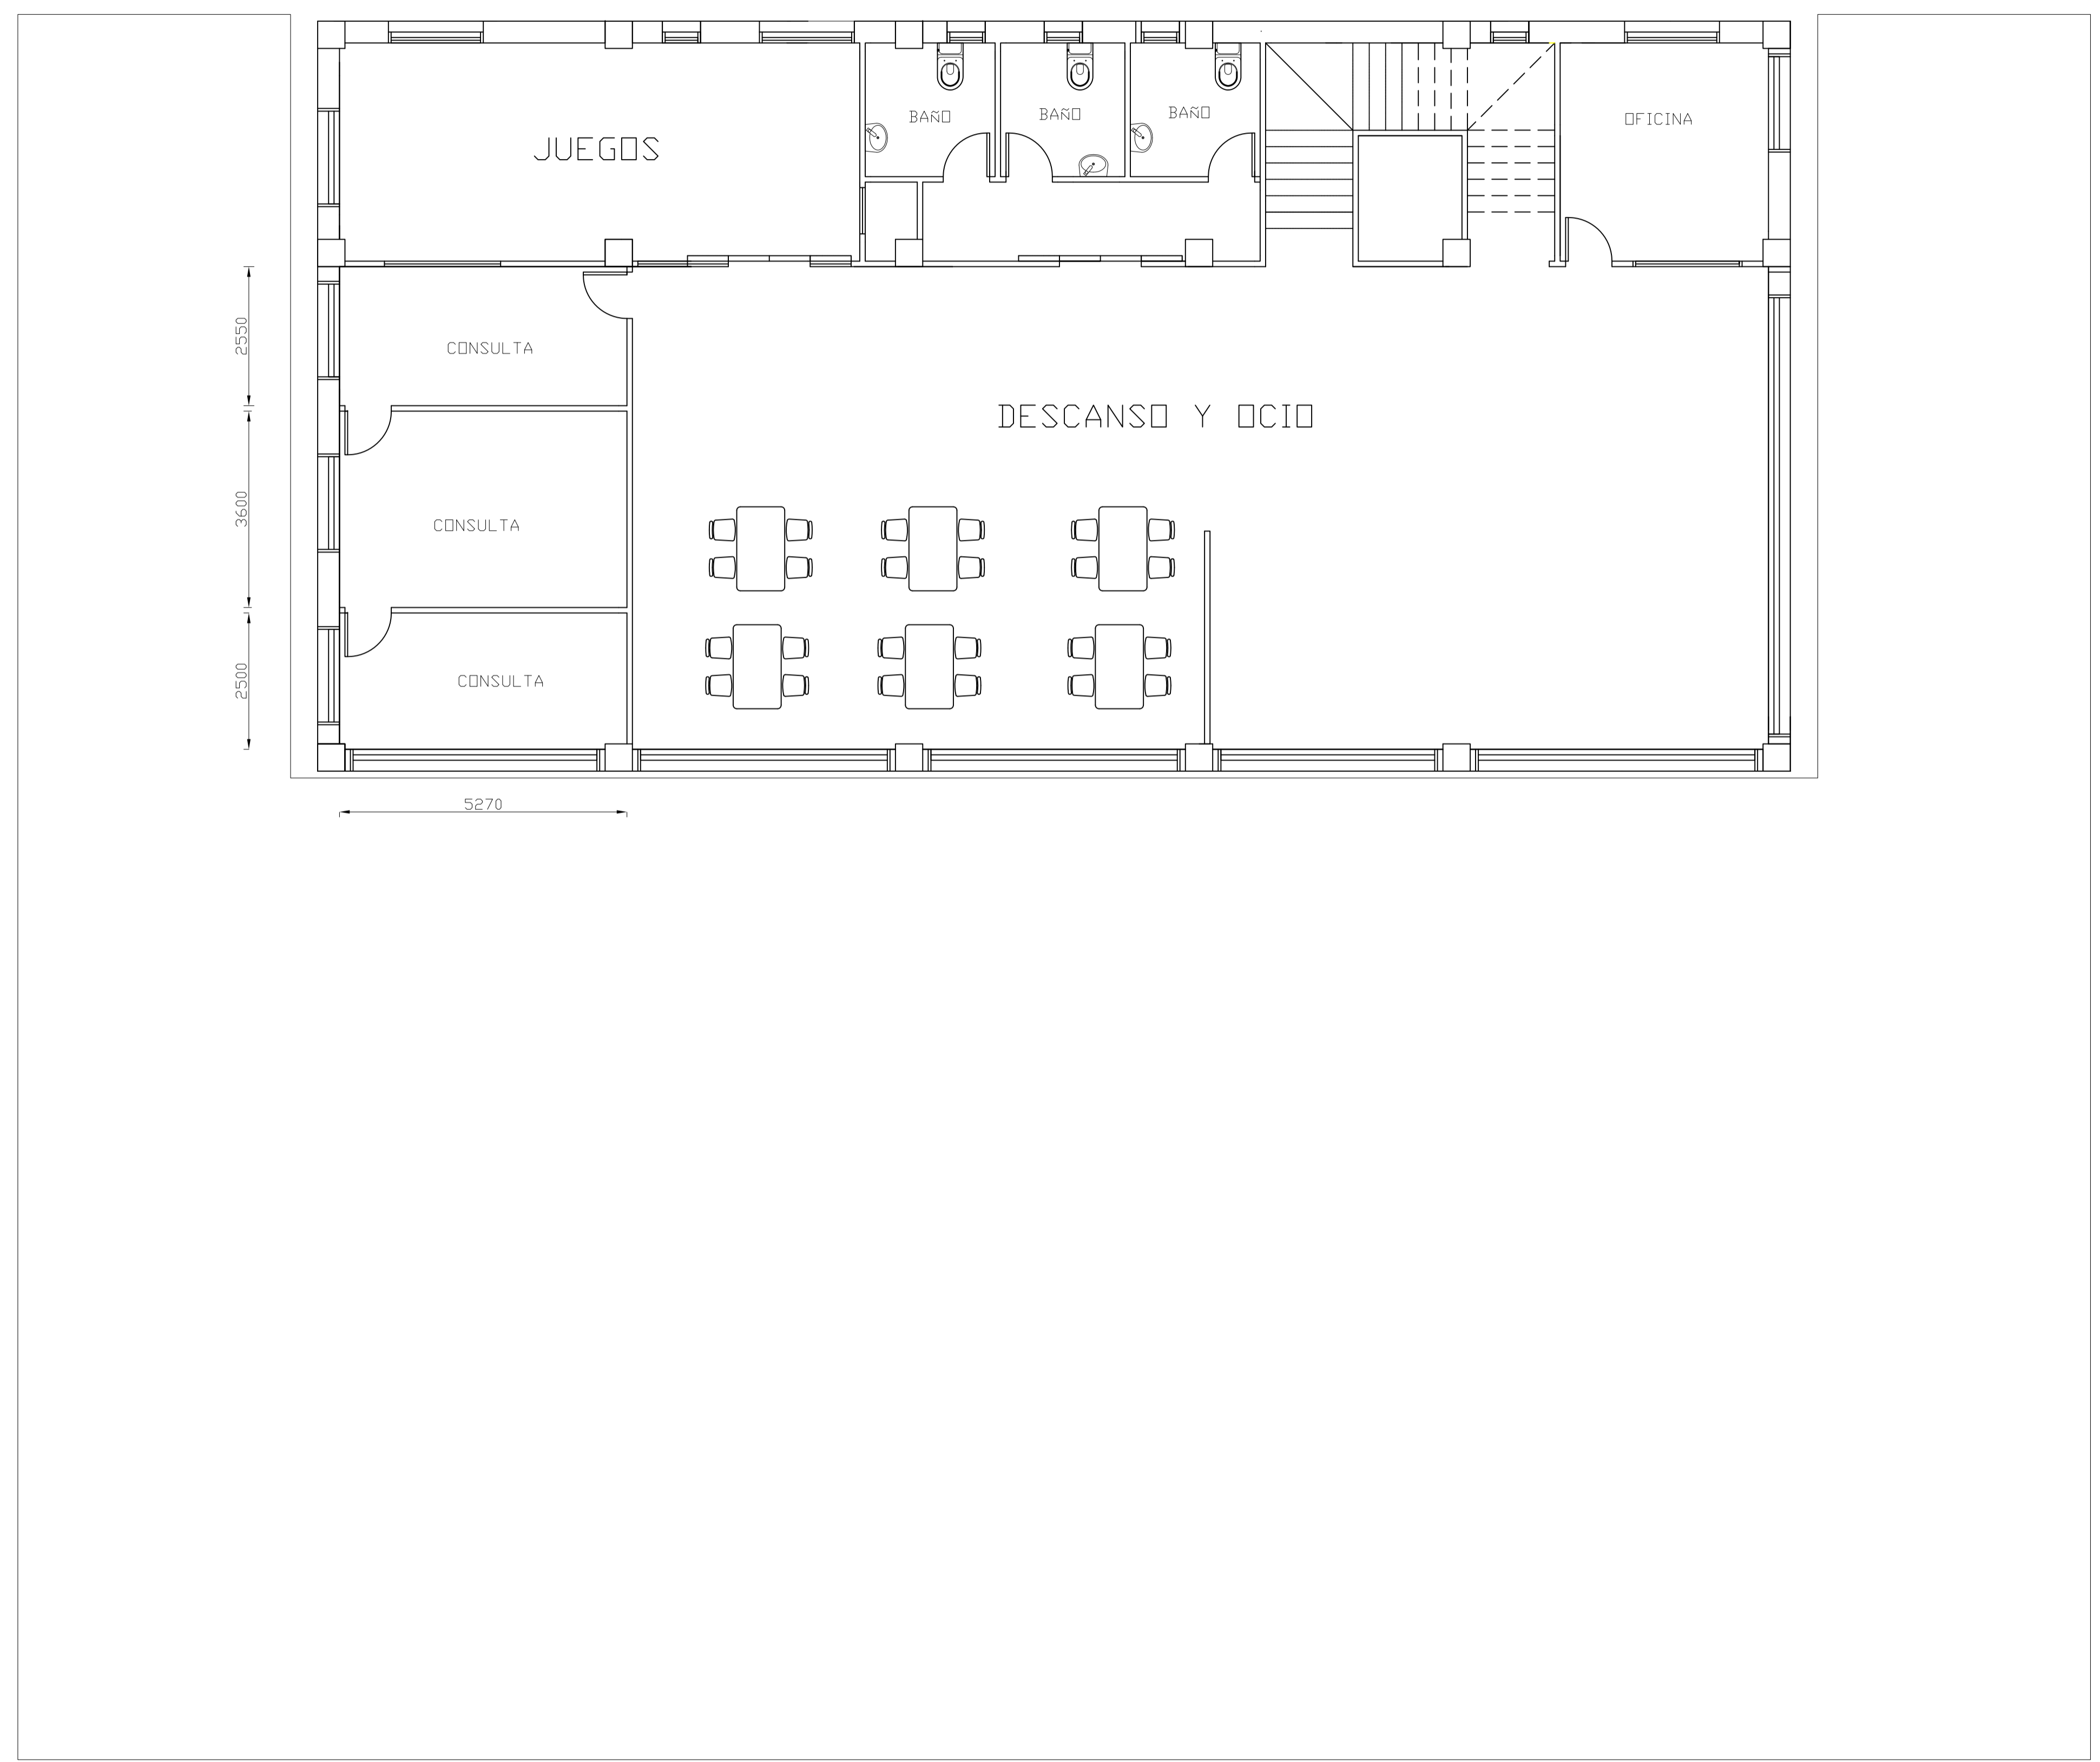 BAÑO
BAÑO
BAÑO
OFICINA
JUEGOS
2550
CONSULTA
DESCANSO Y OCIO
3600
CONSULTA
2500
CONSULTA
5270